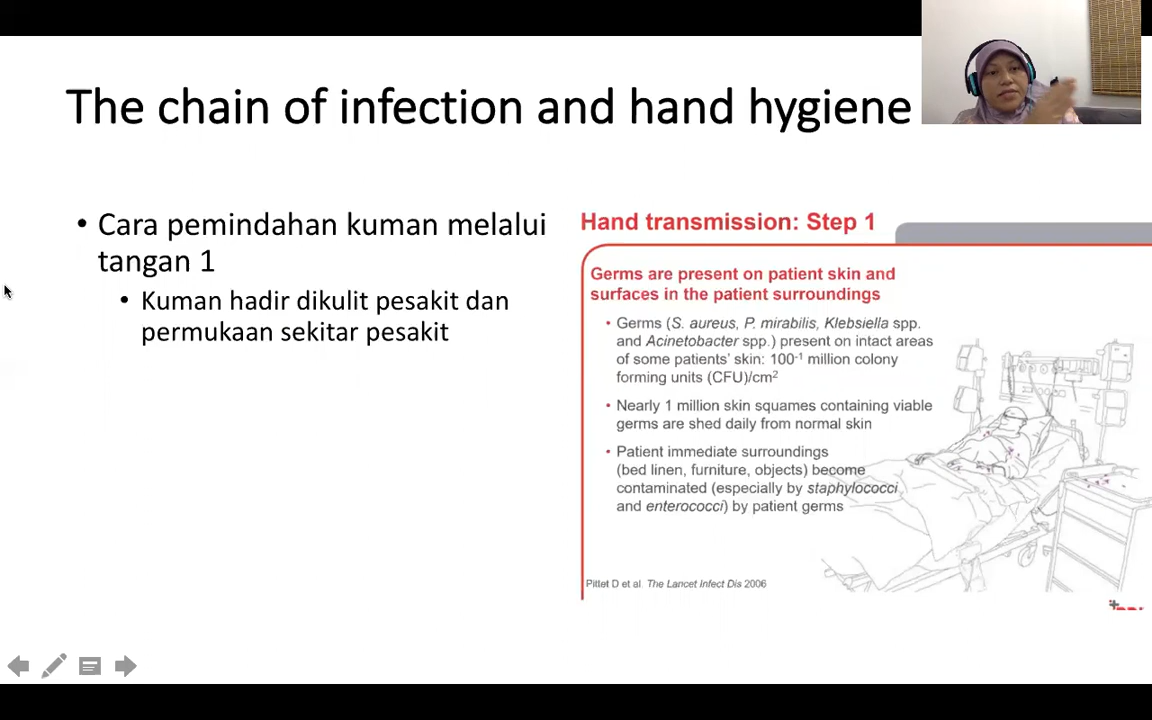 The chain of infection and hand hygiene
• Cara pemindahan kuman melalui
tangan 1
• Kuman hadir dikulit pesakit dan
permukaan sekitar pesakit
Hand transmission: Step 1
Germs are present on patient skin and
surfaces in the patient surroundings
• Germs (S. aureus, P. mirabilis, Klebsiella spp.
and Acinetobacter spp.) present on intact areas
of some patients' skin: 100-1 million colony
forming units (CFU)/cm²
• Nearly 1 million skin squames containing viable
germs are shed daily from normal skin
• Patient immediate surroundings
(bed linen, furniture, objects) become
contaminated (especially by staphylococci
and enterococci) by patient germs
Pittet D et al. The Lancet Infect Dis 2006